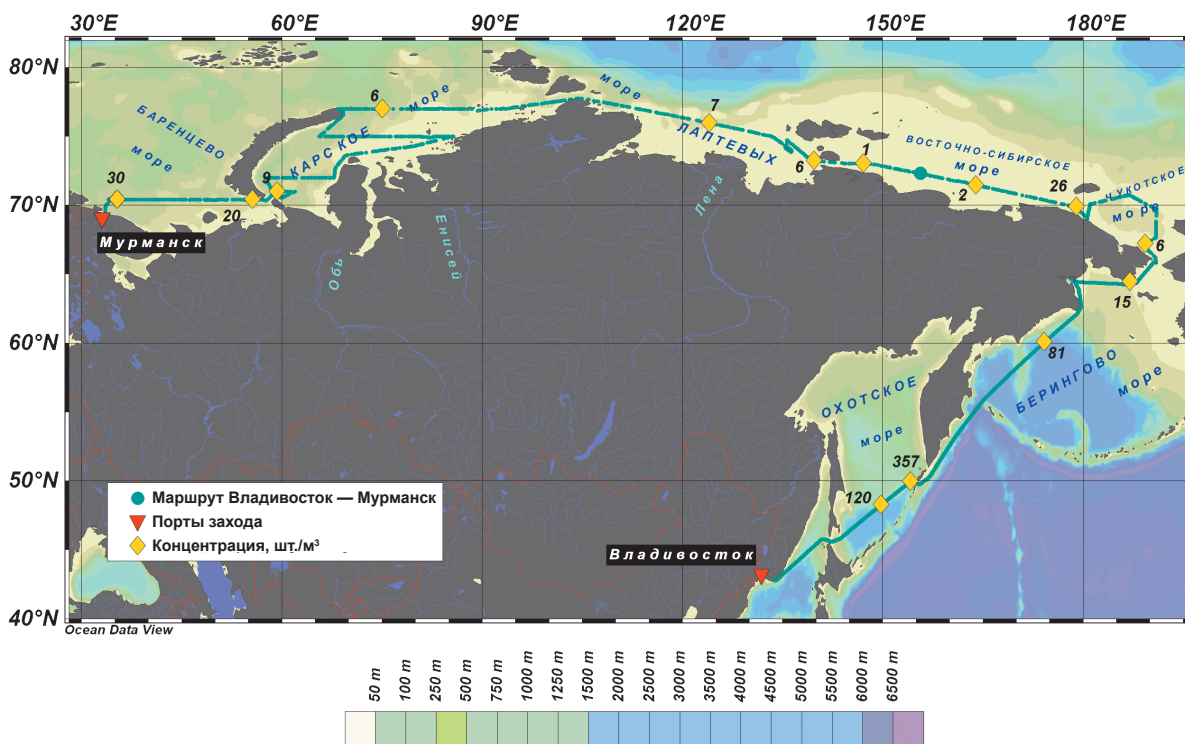 30°E 60°E 90°E 120°E 150°E 180°E
80°N
70°N
60°N
50°N
40°N
БАРЕНЦЕВО
море
КАРСКОЕ
море
море
ЛАПТЕВЫХ
ВОСТОЧНО-СИБИРСКОЕ
море
ЧУКОТСКОЕ
море
БЕРИНГОВО
море
ОХОТСКОЕ
море
Обь
Енисей
Лена
30
20
9
6
7
6
1
2
26
6
15
81
357
120
Мурманск
Владивосток
Маршрут Владивосток — Мурманск
Порты захода
Концентрация, шт./м³
Ocean Data View
50 m 100 m 250 m 500 m 750 m 1000 m 1250 m 1500 m 2000 m 2500 m 3000 m 3500 m 4000 m 4500 m 5000 m 5500 m 6000 m 6500 m